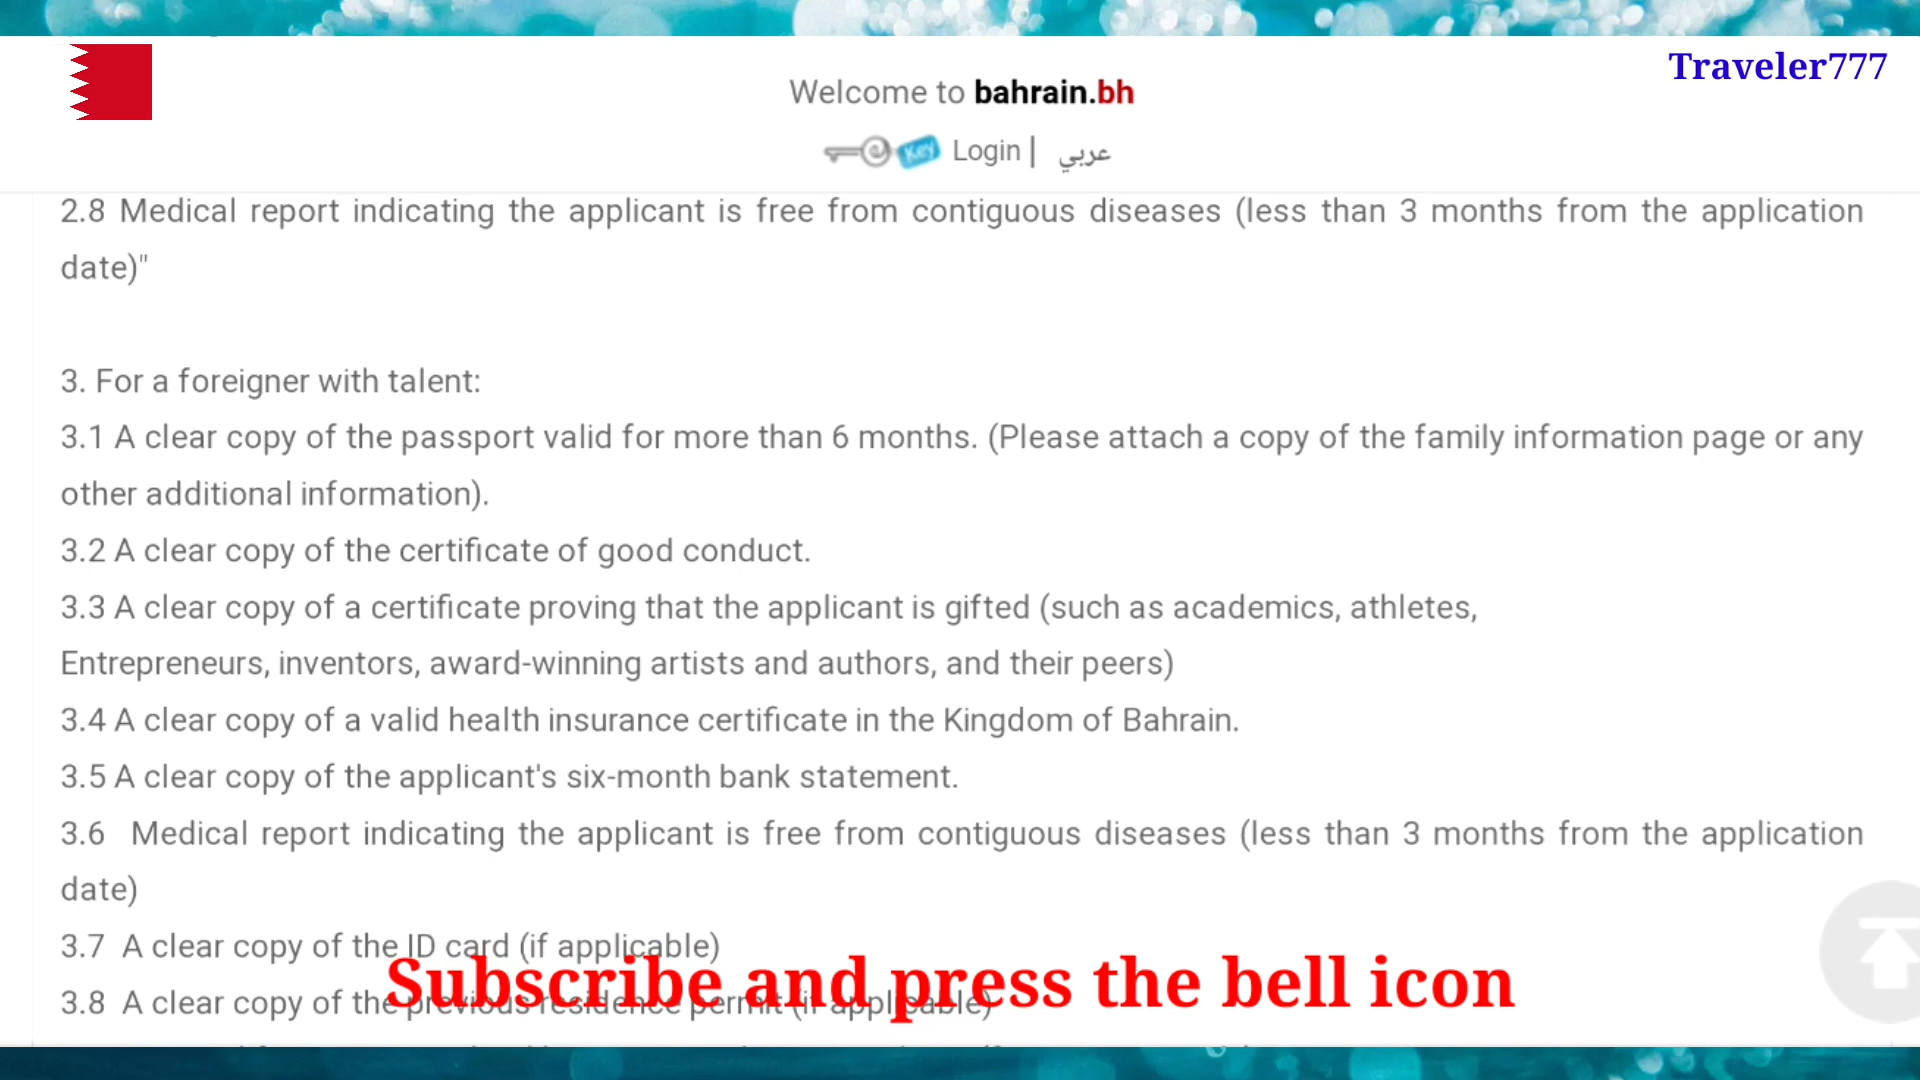 Traveler777
Welcome to bahrain.bh
Key Login | عربي
2.8 Medical report indicating the applicant is free from contiguous diseases (less than 3 months from the application
date)"
3. For a foreigner with talent:
3.1 A clear copy of the passport valid for more than 6 months. (Please attach a copy of the family information page or any
other additional information).
3.2 A clear copy of the certificate of good conduct.
3.3 A clear copy of a certificate proving that the applicant is gifted (such as academics, athletes,
Entrepreneurs, inventors, award-winning artists and authors, and their peers)
3.4 A clear copy of a valid health insurance certificate in the Kingdom of Bahrain.
3.5 A clear copy of the applicant's six-month bank statement.
3.6 Medical report indicating the applicant is free from contiguous diseases (less than 3 months from the application
date)
3.7 A clear copy of the ID card (if applicable)
Subscribe and press the bell icon
3.8 A clear copy of the previous residence permit (if applicable)